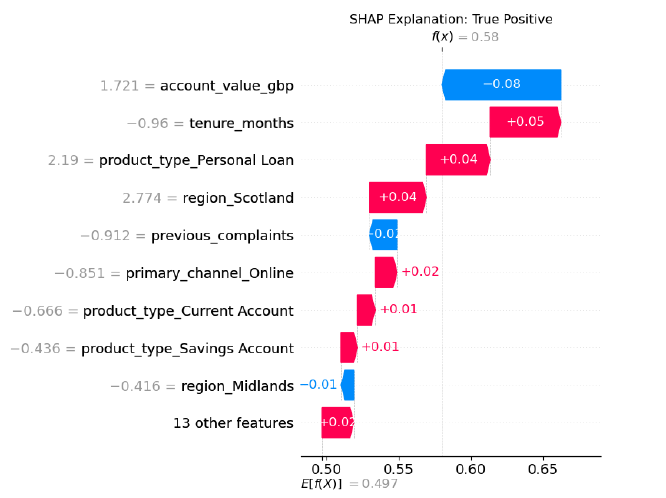 SHAP Explanation: True Positive
f(x) = 0.58
1.721 = account_value_gbp −0.08
−0.96 = tenure_months +0.05
2.19 = product_type_Personal Loan +0.04
2.774 = region_Scotland +0.04
−0.912 = previous_complaints −0.02
−0.851 = primary_channel_Online +0.02
−0.666 = product_type_Current Account +0.01
−0.436 = product_type_Savings Account +0.01
−0.416 = region_Midlands −0.01
13 other features +0.02
0.50 0.55 0.60 0.65
E[f(X)] = 0.497